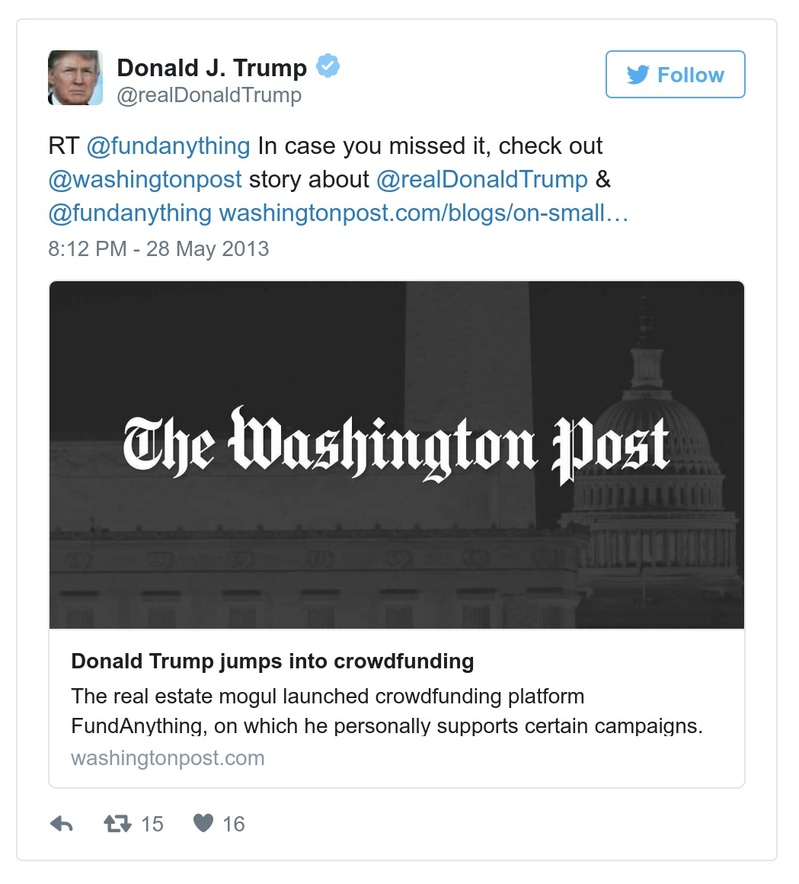 Donald J. Trump
@realDonaldTrump
Follow
RT @fundanything In case you missed it, check out
@washingtonpost story about @realDonaldTrump &
@fundanything washingtonpost.com/blogs/on-small…
8:12 PM - 28 May 2013
The Washington Post
Donald Trump jumps into crowdfunding
The real estate mogul launched crowdfunding platform
FundAnything, on which he personally supports certain campaigns.
washingtonpost.com
15
16